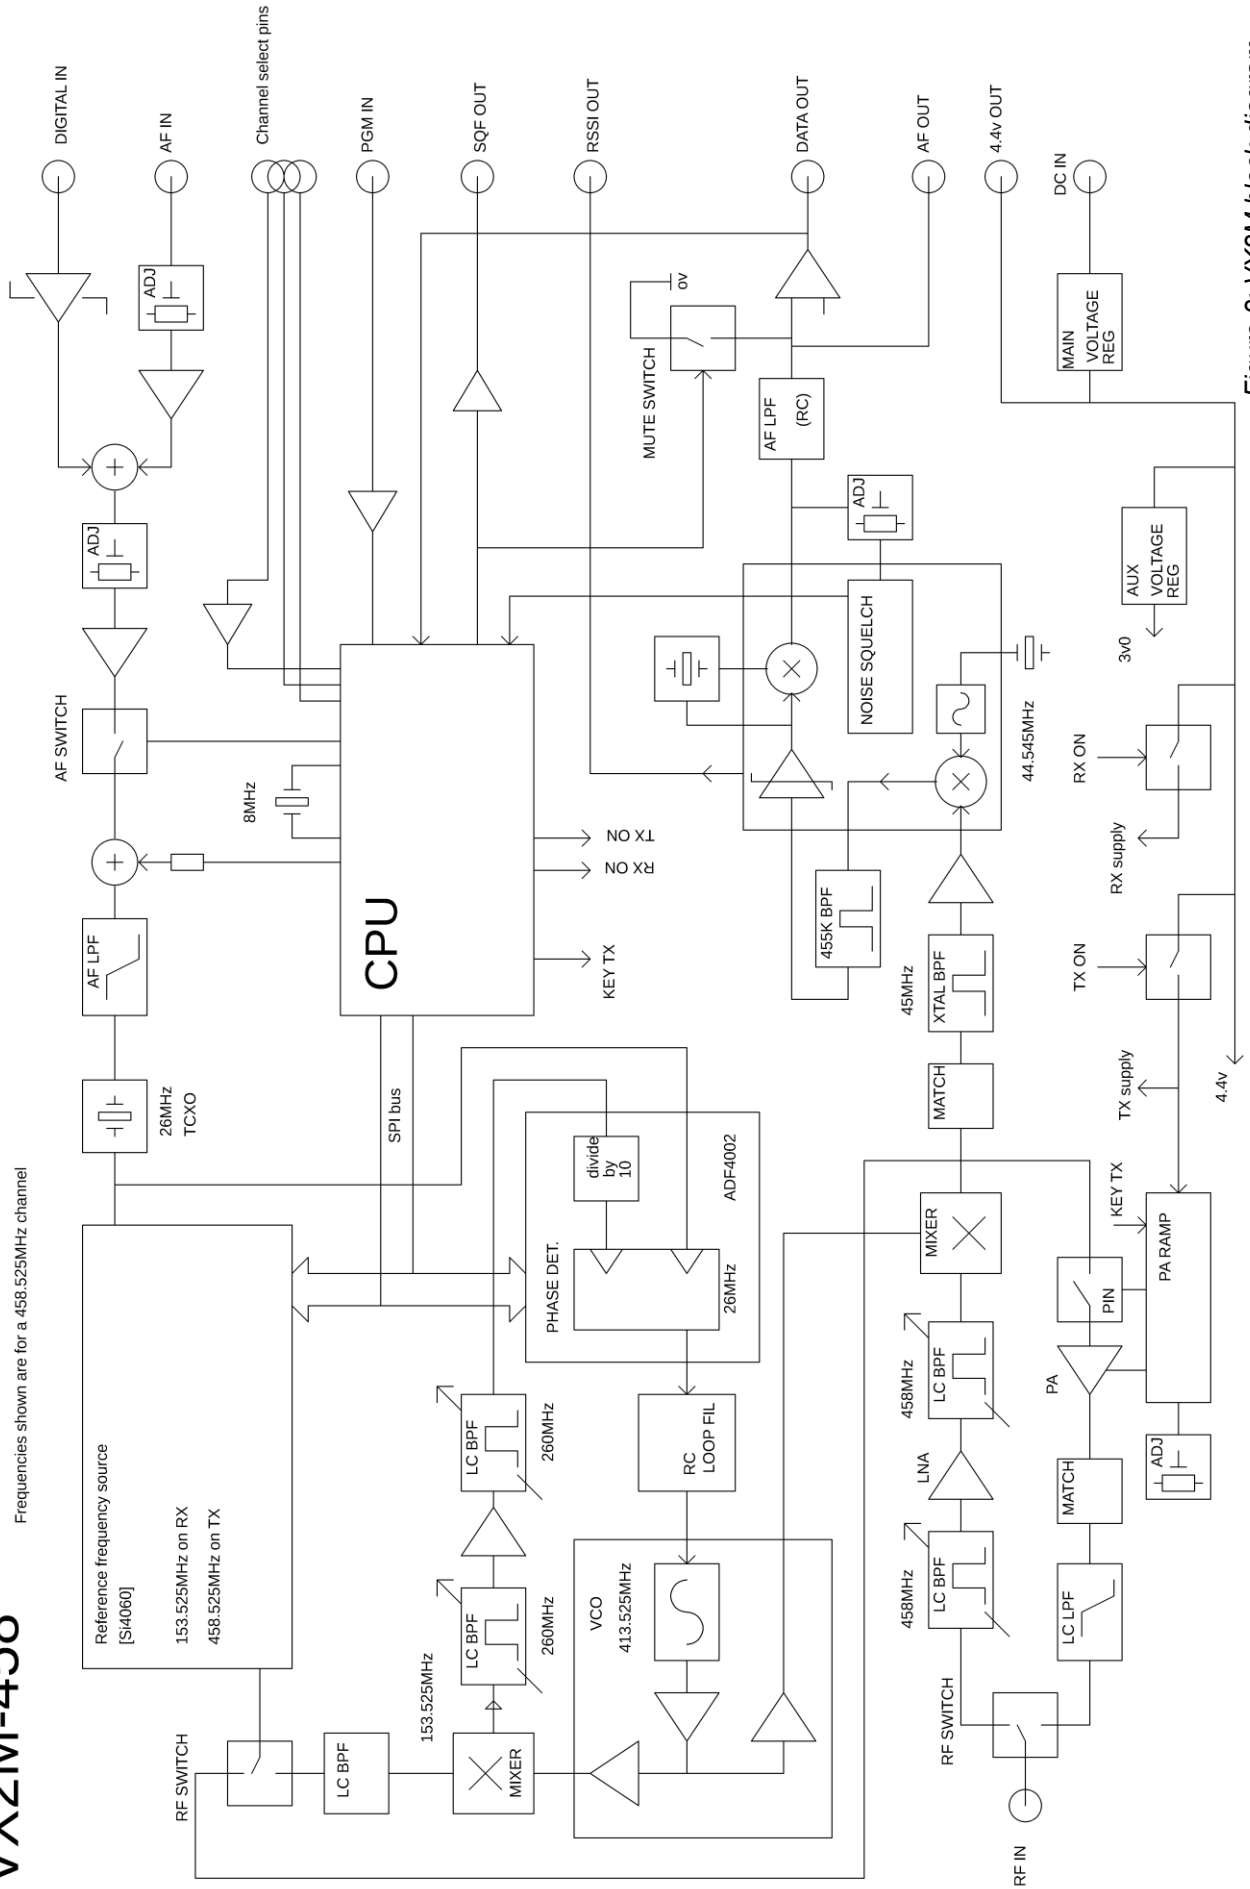 VX2M-458
Frequencies shown are for a 458.525MHz channel
Reference frequency source
[Si4060]
153.525MHz on RX
458.525MHz on TX
26MHz
TCXO
AF LPF
AF SWITCH
ADJ
DIGITAL IN
ADJ
AF IN
Channel select pins
PGM IN
SQF OUT
RSSI OUT
DATA OUT
AF OUT
4.4v OUT
DC IN
8MHz
CPU
SPI bus
KEY TX
RX ON
TX ON
MUTE SWITCH
ov
AF LPF
(RC)
ADJ
NOISE SQUELCH
44.545MHz
455K BPF
RF SWITCH
LC BPF
153.525MHz
MIXER
LC BPF
260MHz
LC BPF
260MHz
PHASE DET.
divide
by
10
26MHz
ADF4002
RC
LOOP FIL
VCO
413.525MHz
RF IN
RF SWITCH
458MHz
LC BPF
LNA
458MHz
LC BPF
MIXER
MATCH
45MHz
XTAL BPF
LC LPF
MATCH
PA
PIN
KEY TX
PA RAMP
ADJ
TX supply
TX ON
RX supply
RX ON
4.4v
3v0
AUX
VOLTAGE
REG
MAIN
VOLTAGE
REG